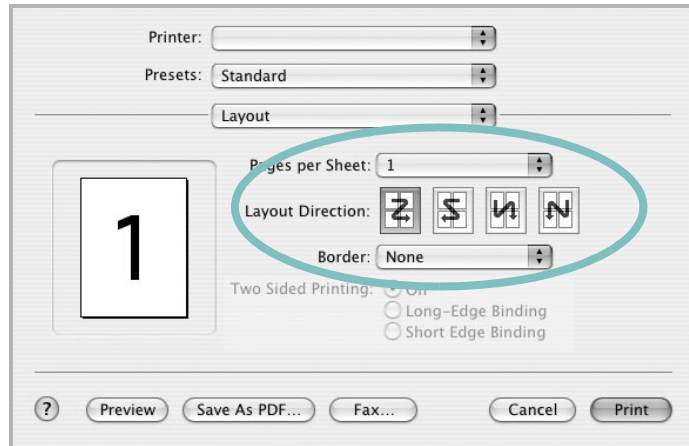 Printer:
Presets: Standard
Layout
Pages per Sheet: 1
Layout Direction:
Border: None
Two Sided Printing: Off
Long-Edge Binding
Short Edge Binding
1
? Preview Save As PDF... Fax... Cancel Print